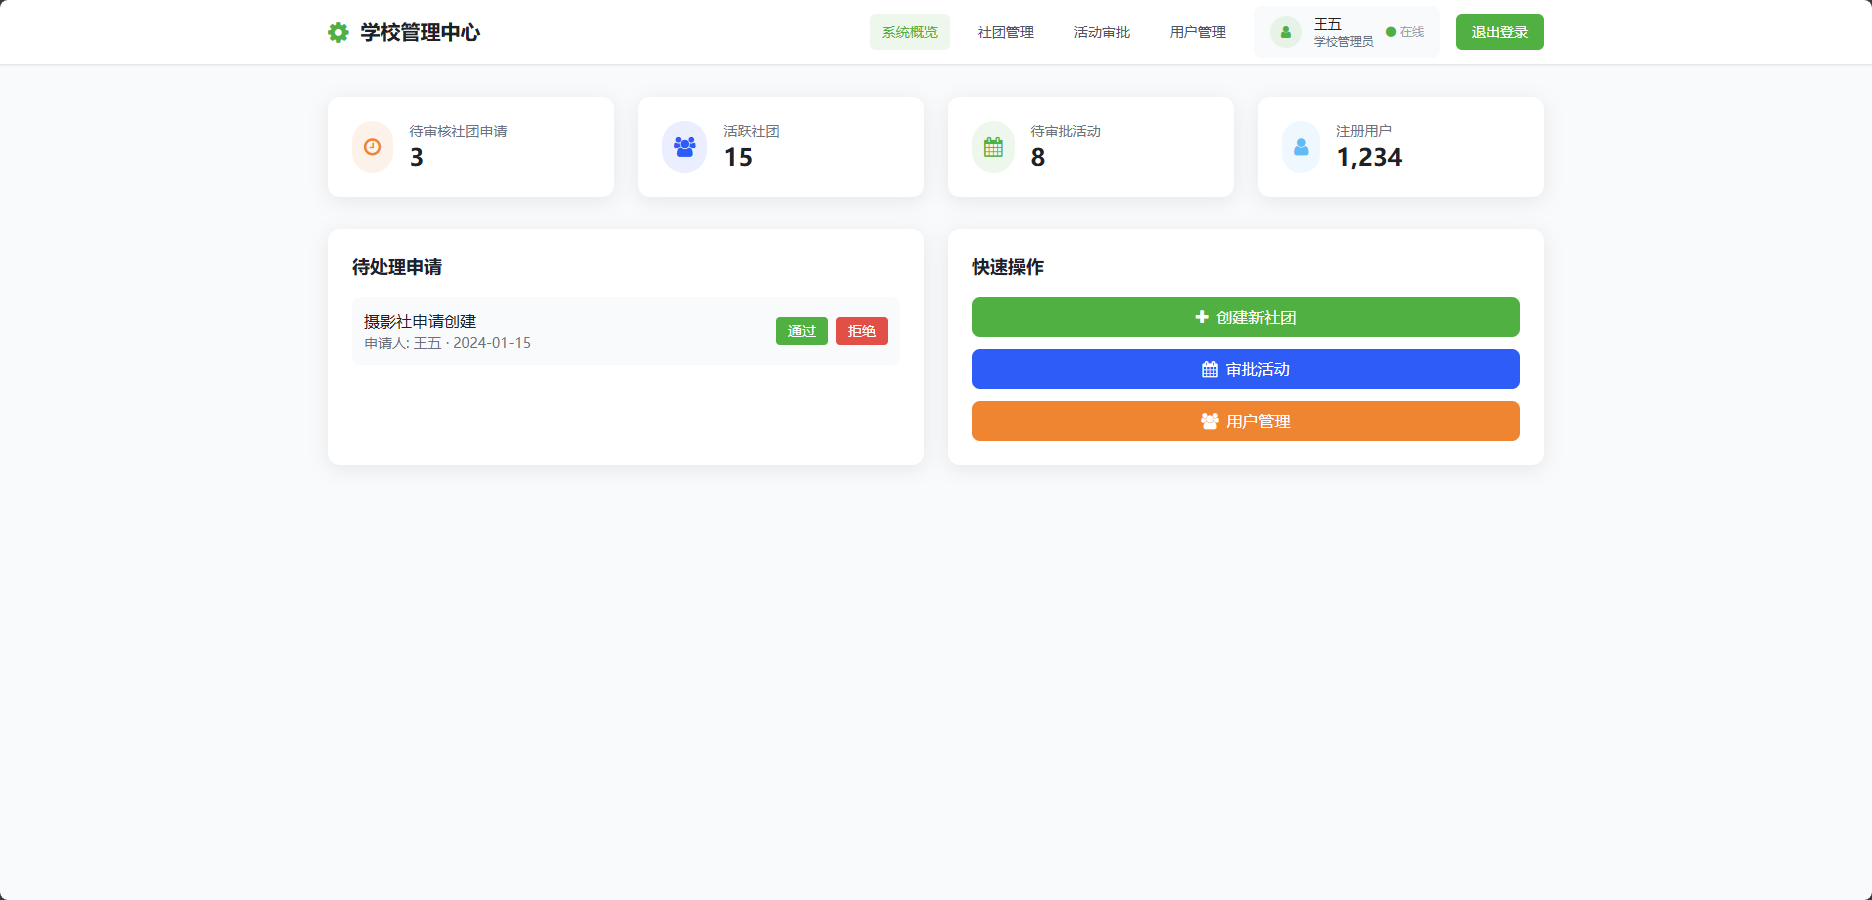 学校管理中心
系统概览
社团管理
活动审批
用户管理
王五
学校管理员
在线
退出登录
待审核社团申请
3
活跃社团
15
待审批活动
8
注册用户
1,234
待处理申请
摄影社申请创建
申请人: 王五 · 2024-01-15
通过
拒绝
快速操作
创建新社团
审批活动
用户管理